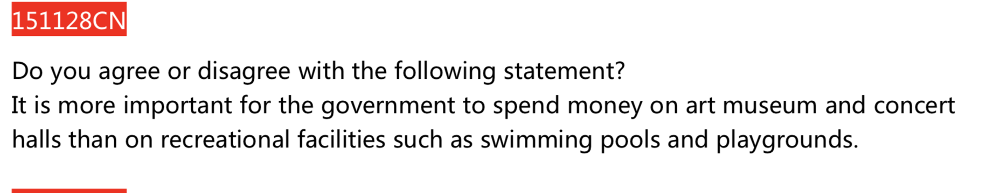 151128CN
Do you agree or disagree with the following statement?
It is more important for the government to spend money on art museum and concert
halls than on recreational facilities such as swimming pools and playgrounds.